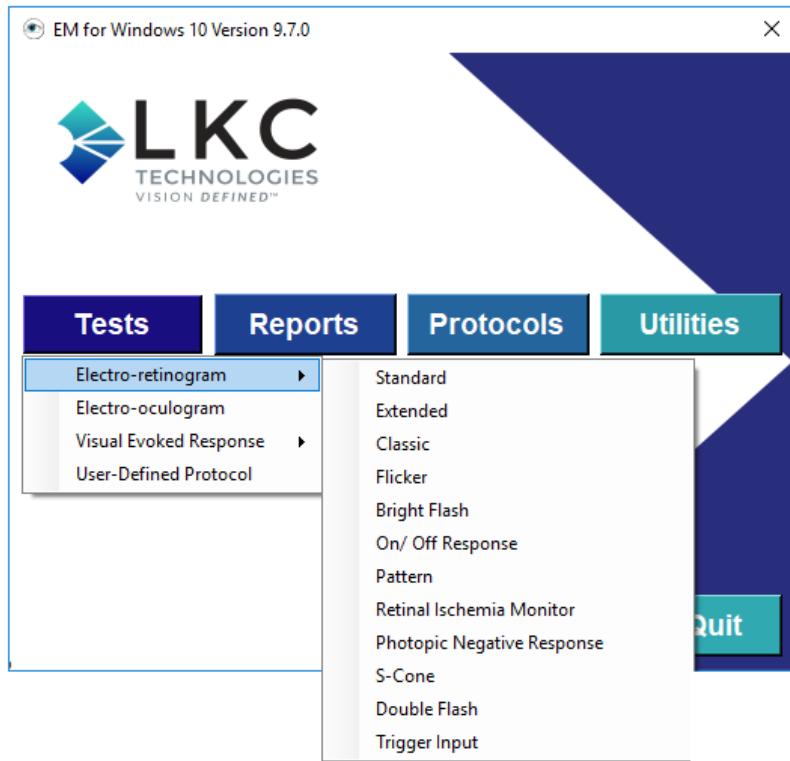 EM for Windows 10 Version 9.7.0
LKC
TECHNOLOGIES
VISION DEFINED™
Tests Reports Protocols Utilities
Electro-retinogram
Electro-oculogram
Visual Evoked Response
User-Defined Protocol
Standard
Extended
Classic
Flicker
Bright Flash
On/ Off Response
Pattern
Retinal Ischemia Monitor
Photopic Negative Response
S-Cone
Double Flash
Trigger Input
Quit